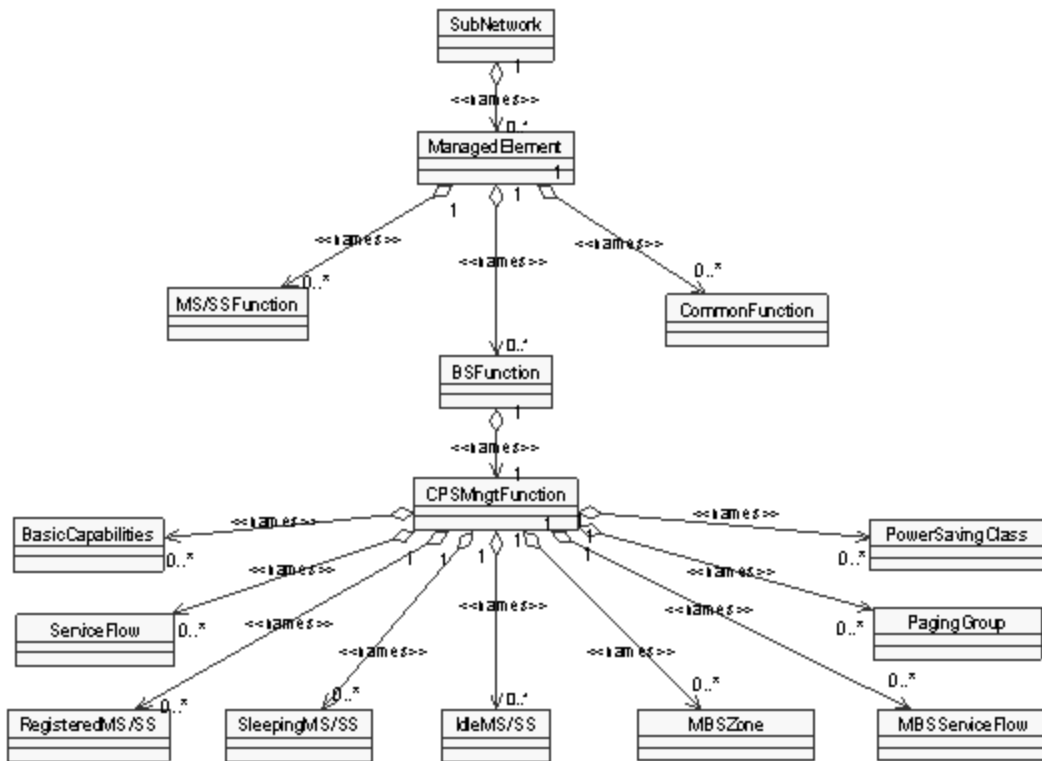 SubNetwork
1
<<names>>
0..*
ManagedElement
1
1
1
<<names>>
<<names>>
<<names>>
0..*
0..*
MS/SSFunction
CommonFunction
0..*
BSFunction
1
<<names>>
1
CPSMngtFunction
<<names>>
<<names>>
1
1
BasicCapabilities
0..*
PowerSavingClass
0..*
1
1
1
1
1
1
<<names>>
<<names>>
ServiceFlow
0..*
<<names>>
<<names>>
<<names>>
<<names>>
<<names>>
PagingGroup
0..*
0..*
0..*
0..*
0..*
0..*
RegisteredMS/SS
SleepingMS/SS
IdleMS/SS
MBSZone
MBSServiceFlow